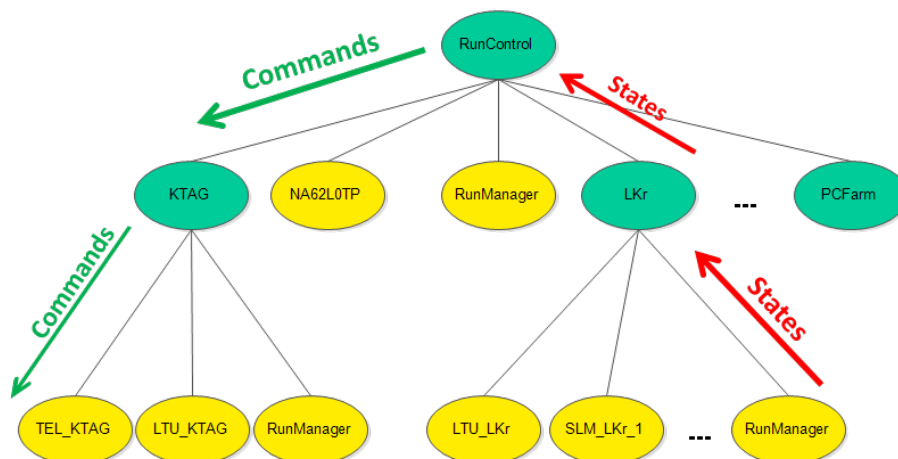 RunControl
Commands
States
KTAG
NA62L0TP
RunManager
LKr
---
PCFarm
Commands
States
TEL_KTAG
LTU_KTAG
RunManager
LTU_LKr
SLM_LKr_1
---
RunManager